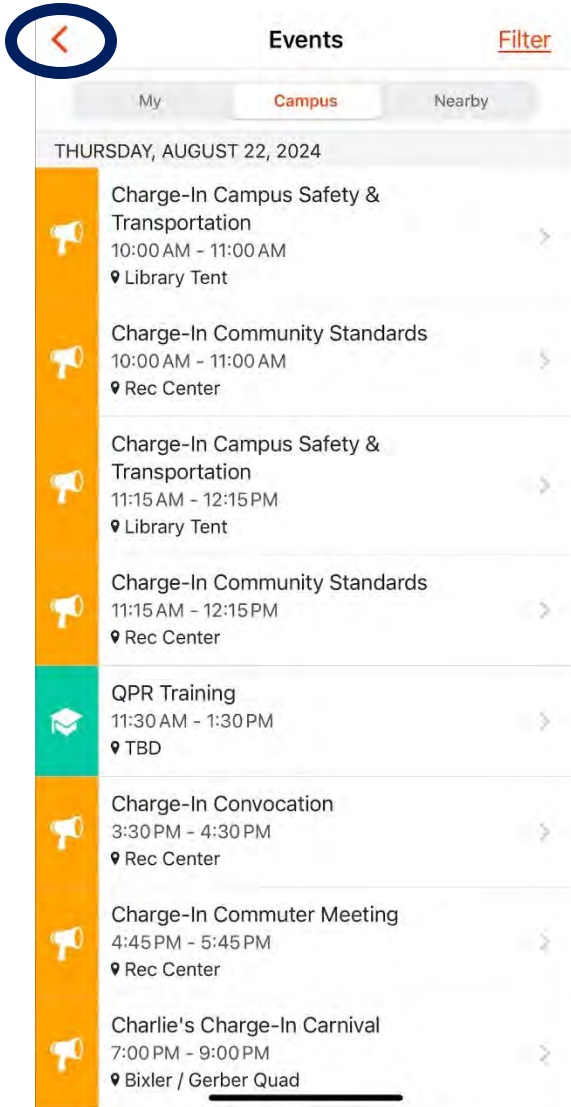 Events
Filter
My
Campus
Nearby
THURSDAY, AUGUST 22, 2024
Charge-In Campus Safety &
Transportation
10:00 AM - 11:00 AM
Library Tent
Charge-In Community Standards
10:00 AM - 11:00 AM
Rec Center
Charge-In Campus Safety &
Transportation
11:15 AM - 12:15 PM
Library Tent
Charge-In Community Standards
11:15 AM - 12:15 PM
Rec Center
QPR Training
11:30 AM - 1:30 PM
TBD
Charge-In Convocation
3:30 PM - 4:30 PM
Rec Center
Charge-In Commuter Meeting
4:45 PM - 5:45 PM
Rec Center
Charlie's Charge-In Carnival
7:00 PM - 9:00 PM
Bixler / Gerber Quad